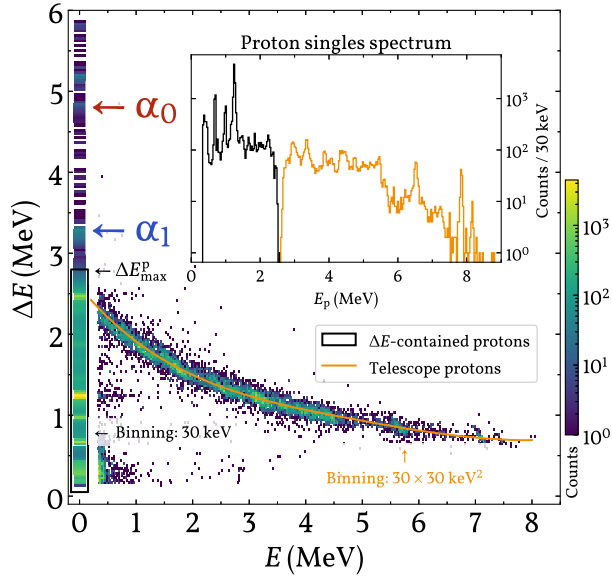 Proton singles spectrum
10³
10²
10¹
10⁰
Counts / 30 keV
0 2 4 6 8
Eₚ (MeV)
6
5
4
3
2
1
0
ΔE (MeV)
← α₀
← α₁
← ΔEᵖₘₐₓ
← Binning: 30 keV
ΔE-contained protons
Telescope protons
↑
Binning: 30 × 30 keV²
0 1 2 3 4 5 6 7 8
E (MeV)
10³
10²
10¹
10⁰
Counts